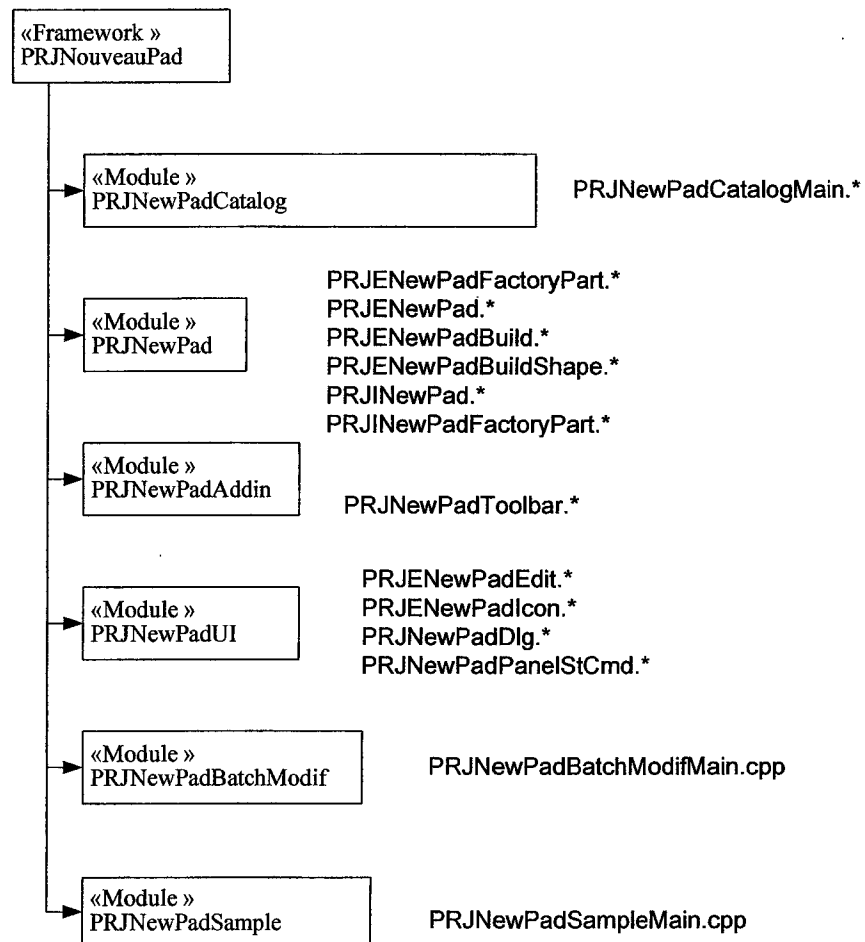 «Framework »
PRJNouveauPad
«Module »
PRJNewPadCatalog
PRJNewPadCatalogMain.*
«Module »
PRJNewPad
PRJENewPadFactoryPart.*
PRJENewPad.*
PRJENewPadBuild.*
PRJENewPadBuildShape.*
PRJINewPad.*
PRJINewPadFactoryPart.*
«Module »
PRJNewPadAddin
PRJNewPadToolbar.*
«Module »
PRJNewPadUI
PRJENewPadEdit.*
PRJENewPadIcon.*
PRJNewPadDlg.*
PRJNewPadPanelStCmd.*
«Module »
PRJNewPadBatchModif
PRJNewPadBatchModifMain.cpp
«Module »
PRJNewPadSample
PRJNewPadSampleMain.cpp